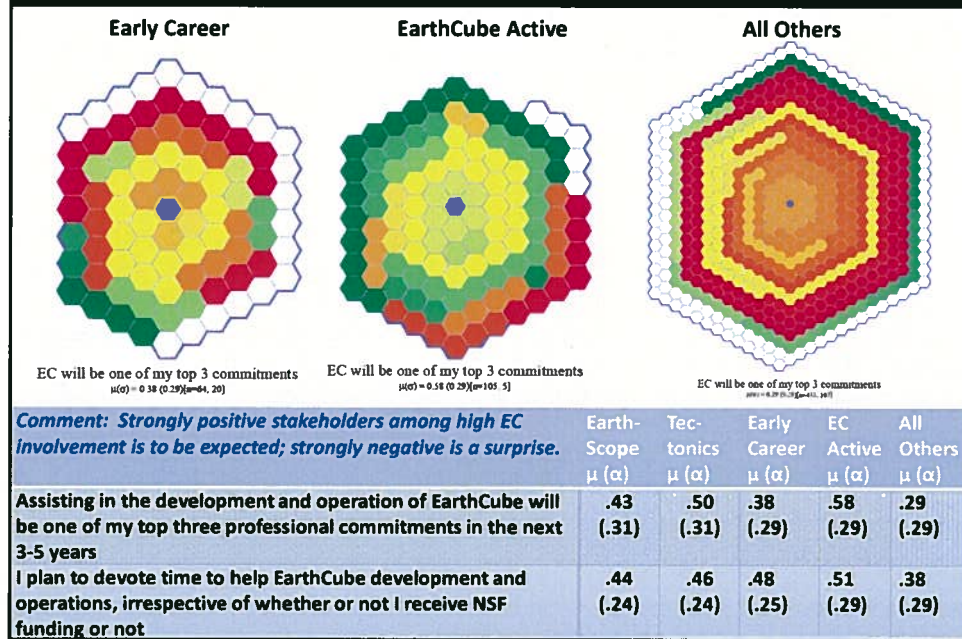 Early Career
EarthCube Active
All Others
EC will be one of my top 3 commitments
μ(σ) = 0.38 (0.29)[n=64, 20]
EC will be one of my top 3 commitments
μ(σ) = 0.58 (0.29)[n=105, 5]
EC will be one of my top 3 commitments
Comment: Strongly positive stakeholders among high EC
involvement is to be expected; strongly negative is a surprise.
Earth-
Scope
μ (α)
Tec-
tonics
μ (α)
Early
Career
μ (α)
EC
Active
μ (α)
All
Others
μ (α)
Assisting in the development and operation of EarthCube will
be one of my top three professional commitments in the next
3-5 years
.43
(.31)
.50
(.31)
.38
(.29)
.58
(.29)
.29
(.29)
I plan to devote time to help EarthCube development and
operations, irrespective of whether or not I receive NSF
funding or not
.44
(.24)
.46
(.24)
.48
(.25)
.51
(.29)
.38
(.29)